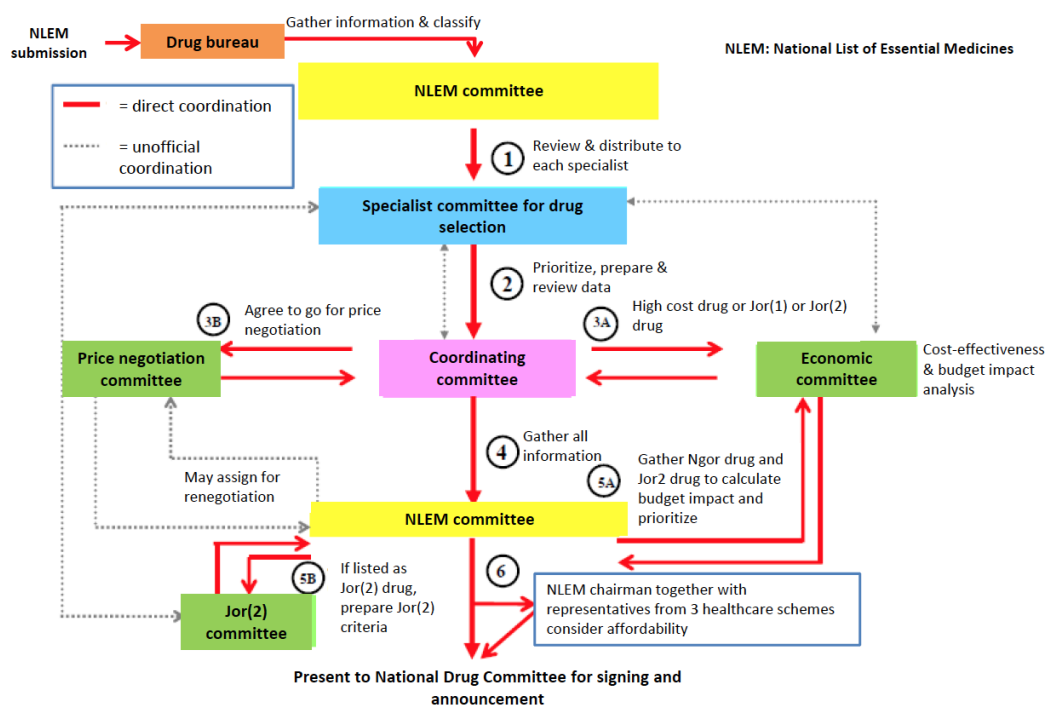 NLEM
submission
Drug bureau
Gather information & classify
NLEM: National List of Essential Medicines
= direct coordination
= unofficial
coordination
NLEM committee
1
Review & distribute to
each specialist
Specialist committee for drug
selection
2
Prioritize, prepare &
review data
3B
Agree to go for price
negotiation
3A
High cost drug or Jor(1) or Jor(2)
drug
Price negotiation
committee
Coordinating
committee
Economic
committee
Cost-effectiveness
& budget impact
analysis
4
Gather all
information
May assign for
renegotiation
5A
Gather Ngor drug and
Jor2 drug to calculate
budget impact and
prioritize
NLEM committee
5B
If listed as
Jor(2) drug,
prepare Jor(2)
criteria
6
NLEM chairman together with
representatives from 3 healthcare schemes
consider affordability
Jor(2)
committee
Present to National Drug Committee for signing and
announcement